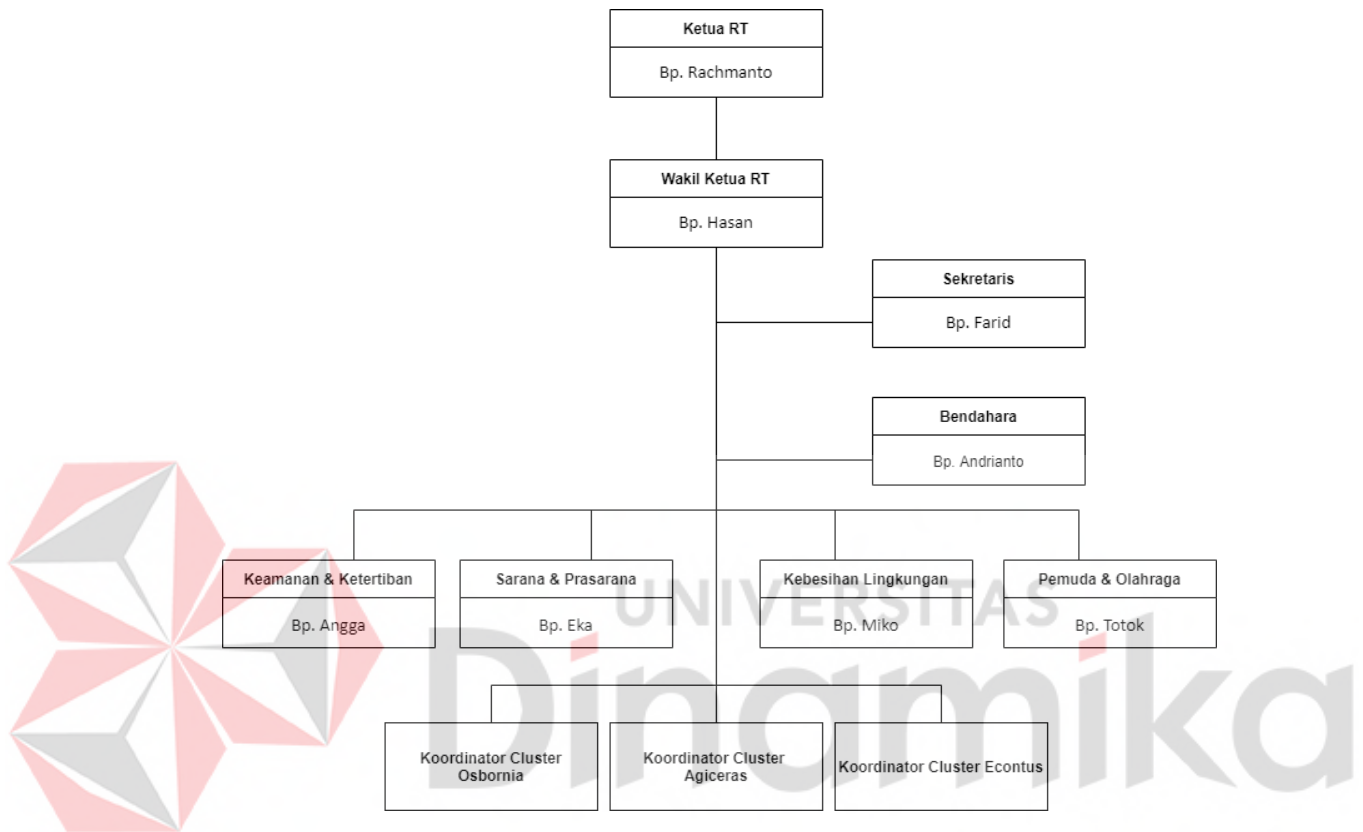 Ketua RT
Bp. Rachmanto
Wakil Ketua RT
Bp. Hasan
Sekretaris
Bp. Farid
Bendahara
Bp. Andrianto
Keamanan & Ketertiban
Bp. Angga
Sarana & Prasarana
Bp. Eka
Kebesihan Lingkungan
Bp. Miko
Pemuda & Olahraga
Bp. Totok
UNIVERSITAS
Dinamika
Koordinator Cluster
Osbornia
Koordinator Cluster
Agiceras
Koordinator Cluster Econtus